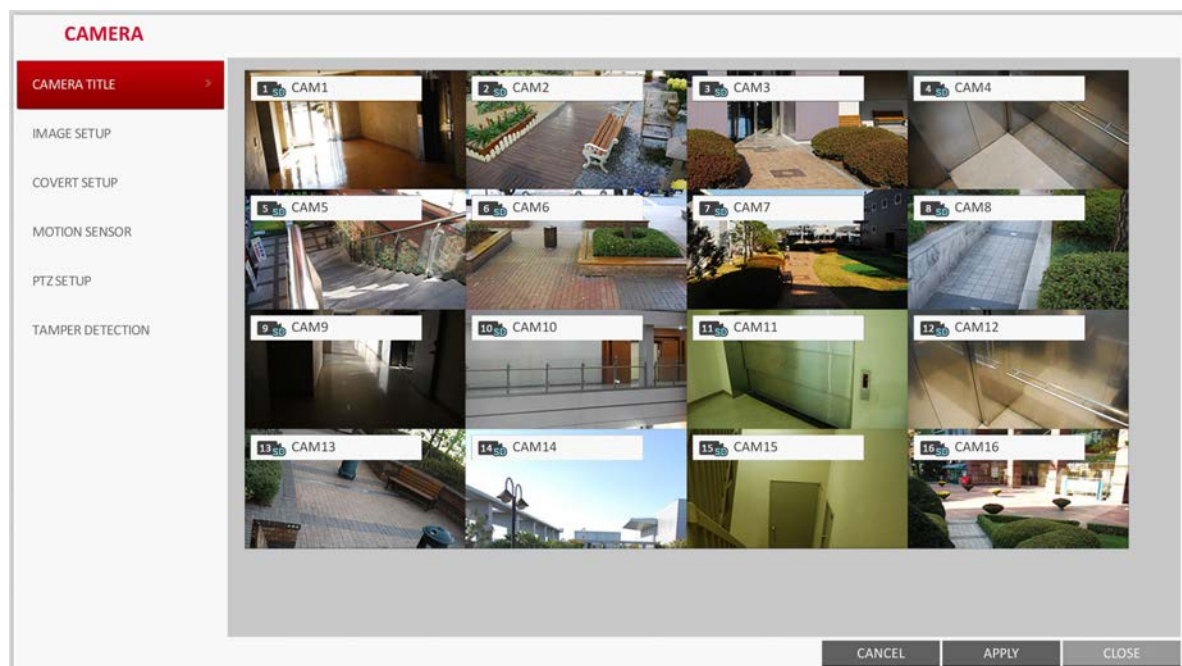 CAMERA
CAMERA TITLE >
IMAGE SETUP
COVERT SETUP
MOTION SENSOR
PTZ SETUP
TAMPER DETECTION
1 SD CAM1
2 SD CAM2
3 SD CAM3
4 SD CAM4
5 SD CAM5
6 SD CAM6
7 SD CAM7
8 SD CAM8
9 SD CAM9
10 SD CAM10
11 SD CAM11
12 SD CAM12
13 SD CAM13
14 SD CAM14
15 SD CAM15
16 SD CAM16
CANCEL
APPLY
CLOSE